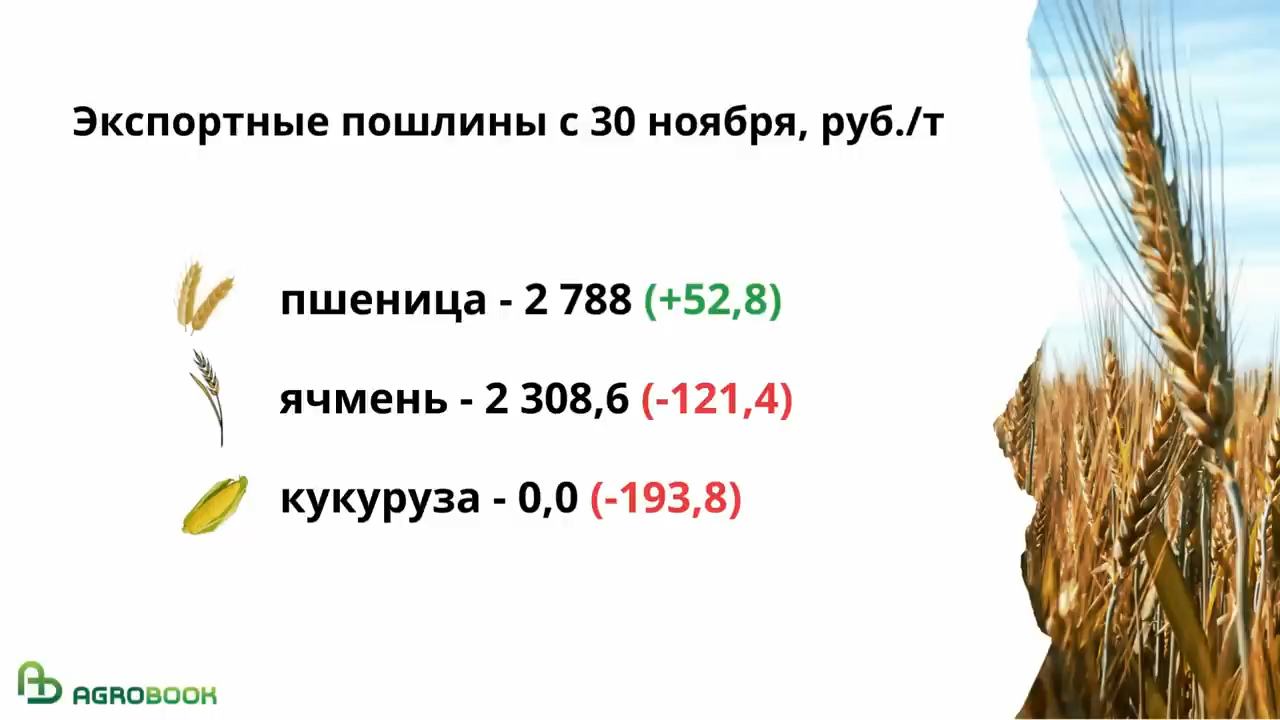 Экспортные пошлины с 30 ноября, руб./т
пшеница - 2 788 (+52,8)
ячмень - 2 308,6 (-121,4)
кукуруза - 0,0 (-193,8)
AGROBOOK